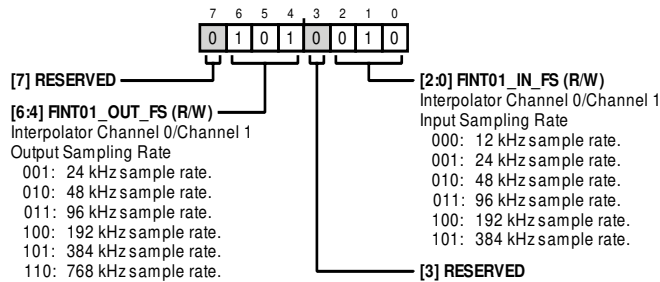 7 6 5 4 3 2 1 0
0 1 0 1 0 0 1 0
[7] RESERVED
[6:4] FINT01_OUT_FS (R/W)
Interpolator Channel 0/Channel 1
Output Sampling Rate
001: 24 kHz sample rate.
010: 48 kHz sample rate.
011: 96 kHz sample rate.
100: 192 kHz sample rate.
101: 384 kHz sample rate.
110: 768 kHz sample rate.
[2:0] FINT01_IN_FS (R/W)
Interpolator Channel 0/Channel 1
Input Sampling Rate
000: 12 kHz sample rate.
001: 24 kHz sample rate.
010: 48 kHz sample rate.
011: 96 kHz sample rate.
100: 192 kHz sample rate.
101: 384 kHz sample rate.
[3] RESERVED